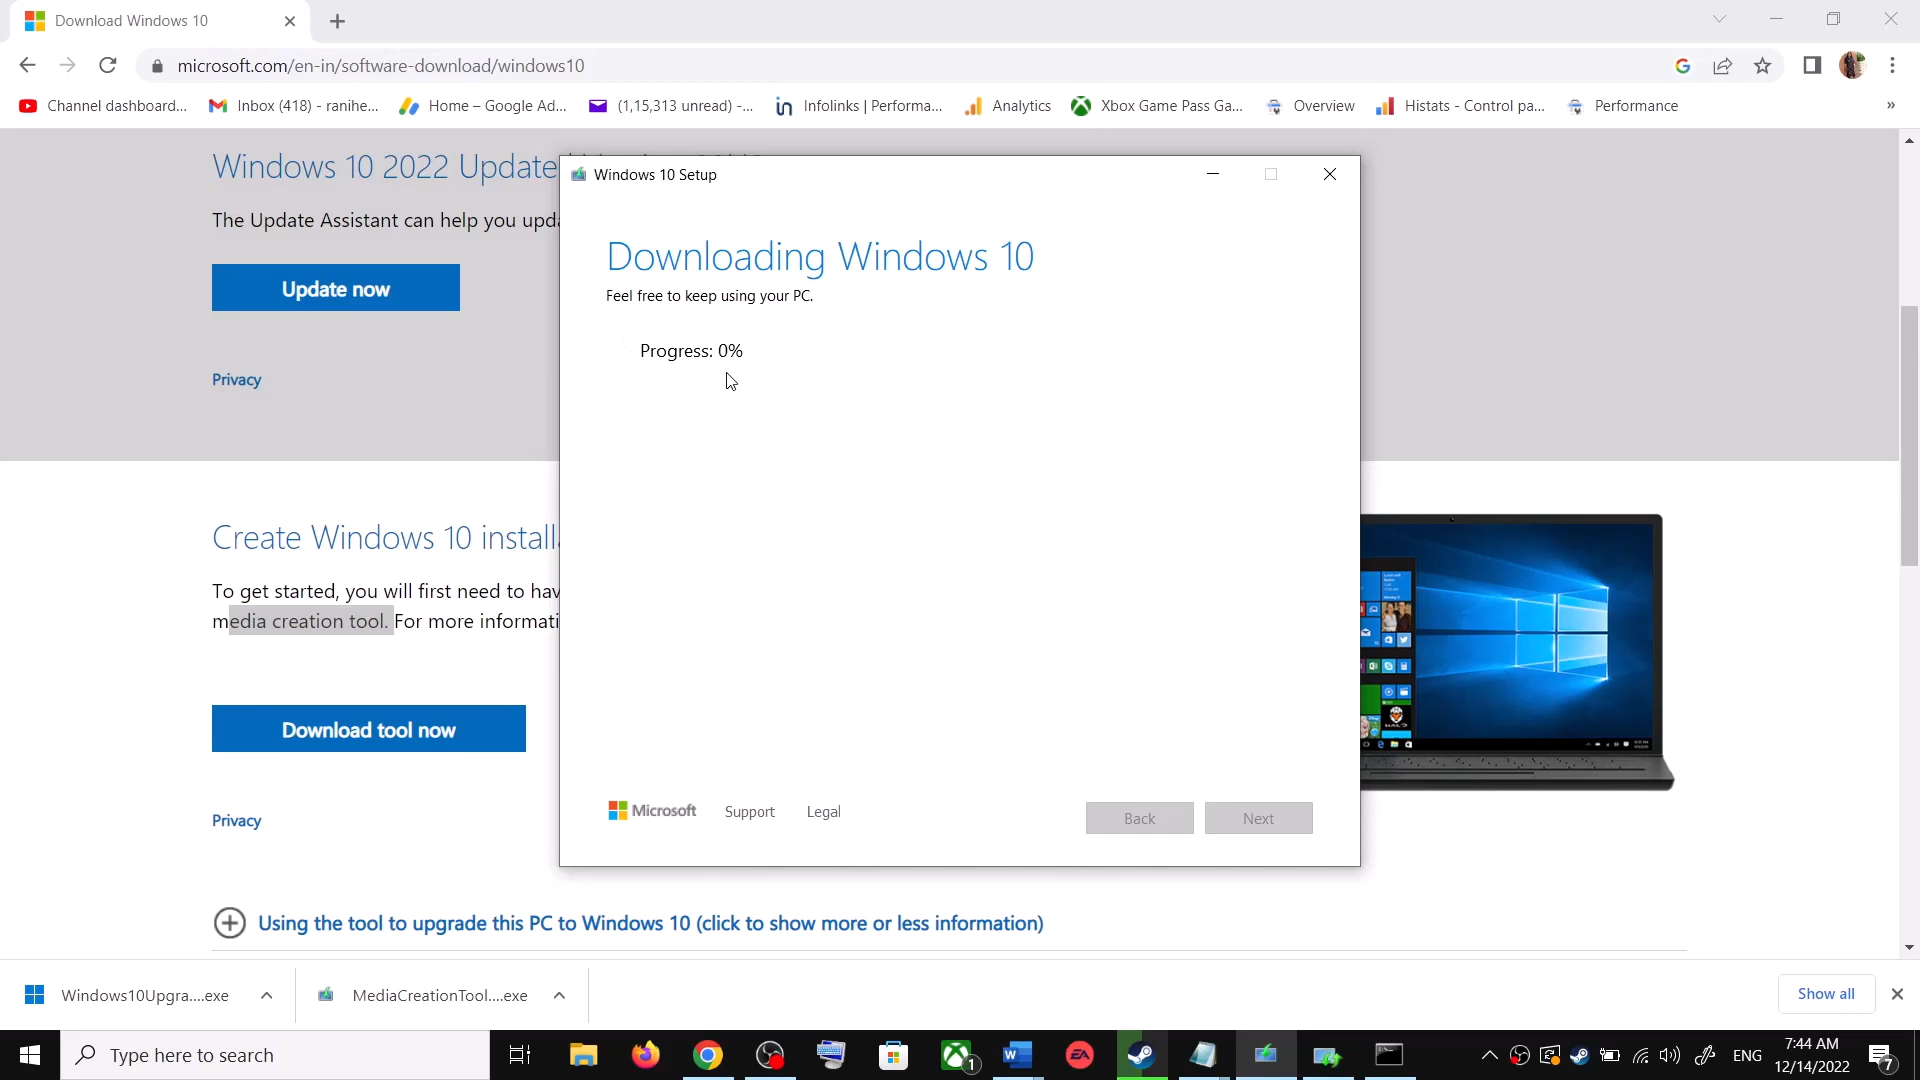 Download Windows 10
microsoft.com/en-in/software-download/windows10
Channel dashboard...
Inbox (418) - ranihe...
Home – Google Ad...
(1,15,313 unread) -...
Infolinks | Performa...
Analytics
Xbox Game Pass Ga...
Overview
Histats - Control pa...
Performance
»
Windows 10 2022 Update
The Update Assistant can help you upda
Update now
Privacy
Windows 10 Setup
Downloading Windows 10
Feel free to keep using your PC.
Progress: 0%
Microsoft
Support
Legal
Back
Next
Create Windows 10 installa
To get started, you will first need to hav
media creation tool. For more informati
Download tool now
Privacy
Using the tool to upgrade this PC to Windows 10 (click to show more or less information)
Windows10Upgra....exe
MediaCreationTool....exe
Show all
Type here to search
1
W
EA
ENG
7:44 AM
12/14/2022
7